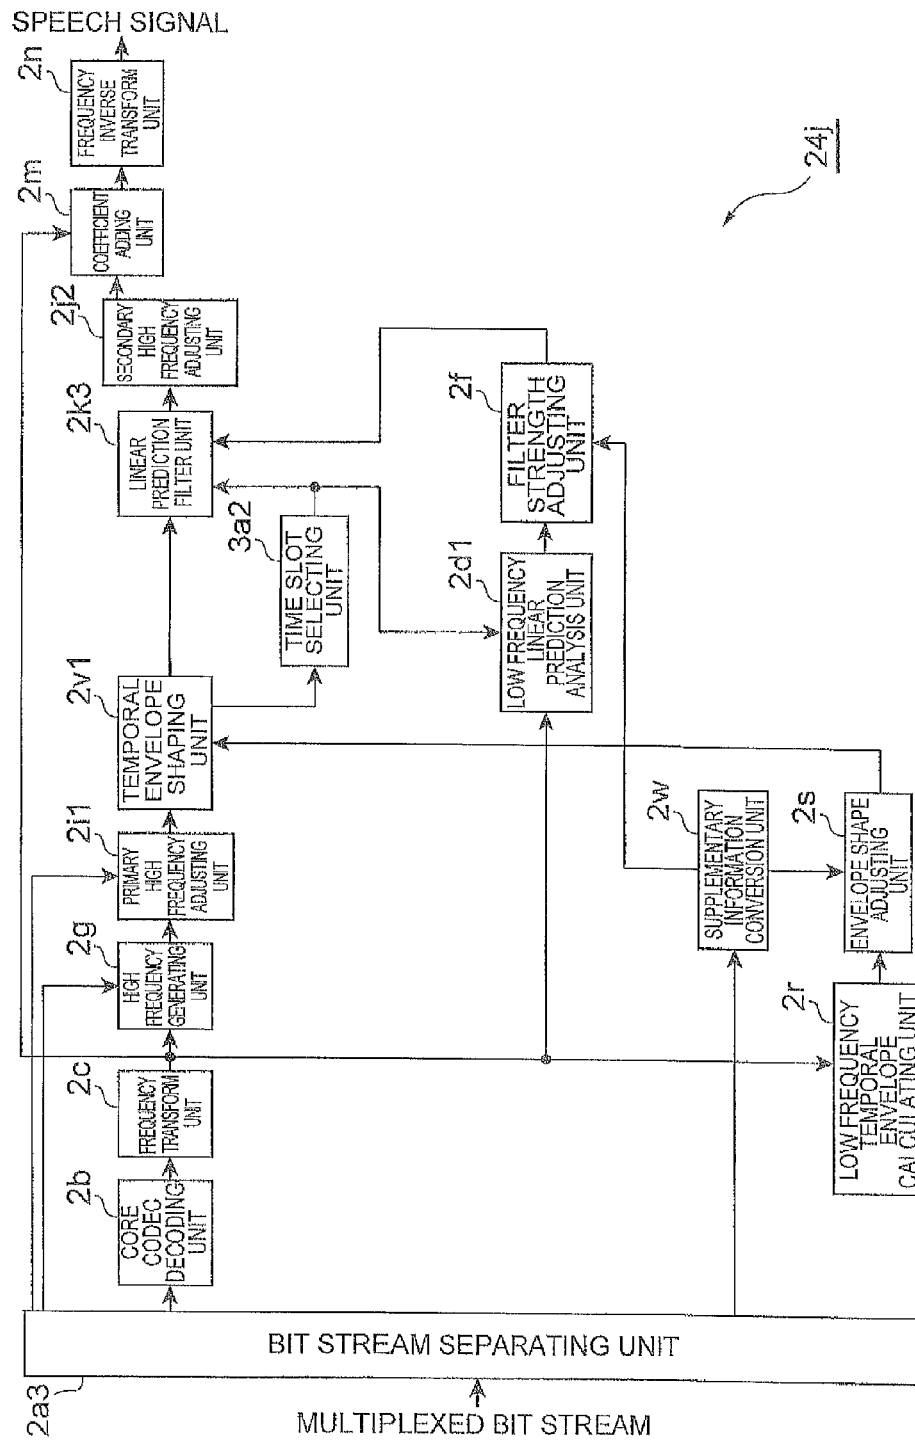 SPEECH SIGNAL
2n
FREQUENCY
INVERSE
TRANSFORM
UNIT
2m
COEFFICIENT
ADDING
UNIT
2j2
SECONDARY
HIGH
FREQUENCY
ADJUSTING
UNIT
2k3
LINEAR
PREDICTION
FILTER UNIT
3a2
TIME SLOT
SELECTING
UNIT
2f
FILTER
STRENGTH
ADJUSTING
UNIT
2d1
LOW FREQUENCY
LINEAR
PREDICTION
ANALYSIS UNIT
24j
2v1
TEMPORAL
ENVELOPE
SHAPING
UNIT
2i1
PRIMARY
HIGH
FREQUENCY
ADJUSTING
UNIT
2g
HIGH
FREQUENCY
GENERATING
UNIT
2w
SUPPLEMENTARY
INFORMATION
CONVERSION UNIT
2s
ENVELOPE SHAPE
ADJUSTING
UNIT
2r
LOW FREQUENCY
TEMPORAL
ENVELOPE
CALCULATING UNIT
2c
FREQUENCY
TRANSFORM
UNIT
2b
CORE
CODEC
DECODING
UNIT
BIT STREAM SEPARATING UNIT
2a3
MULTIPLEXED BIT STREAM